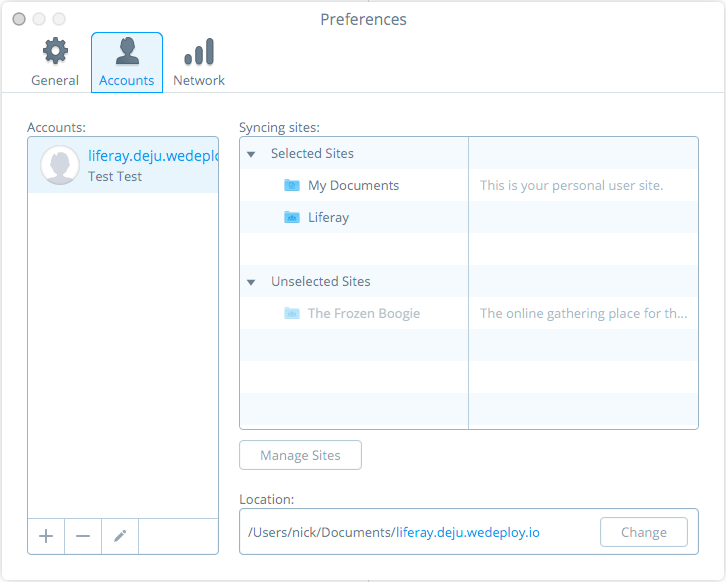 Preferences
General Accounts Network
Accounts:
liferay.deju.wedeplo
Test Test
Syncing sites:
Selected Sites
My Documents This is your personal user site.
Liferay
Unselected Sites
The Frozen Boogie The online gathering place for th...
Manage Sites
Location:
/Users/nick/Documents/liferay.deju.wedeploy.io Change